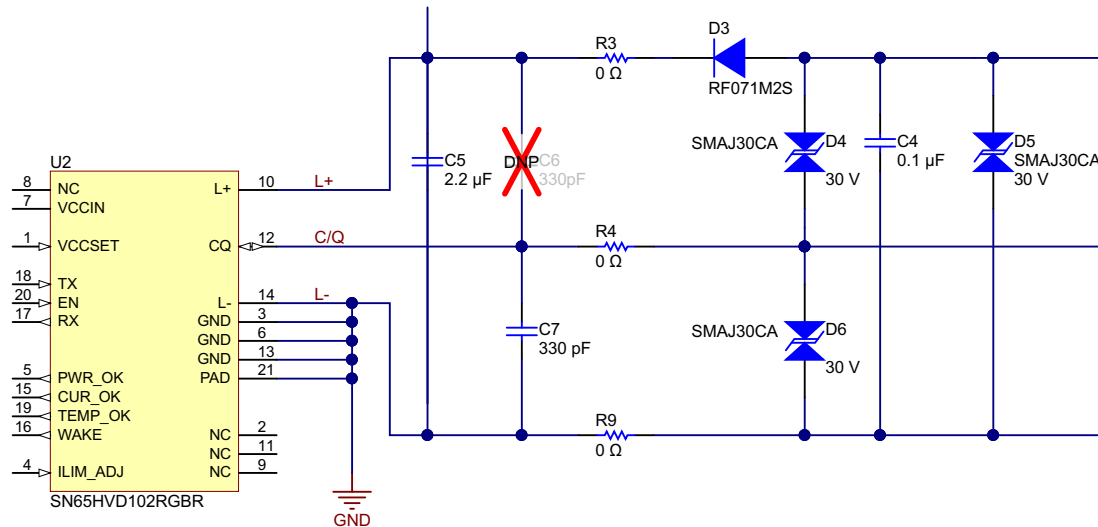 R3
0 Ω
D3
RF071M2S
U2
8 NC
7 VCCIN
1 VCCSET
18 TX
20 EN
17 RX
5 PWR_OK
15 CUR_OK
19 TEMP_OK
16 WAKE
4 ILIM_ADJ
L+ 10
CQ 12
L- 14
GND 3
GND 6
GND 13
PAD 21
NC 2
NC 11
NC 9
SN65HVD102RGBR
L+
C/Q
L-
GND
C5
2.2 µF
DNP
C6
330pF
SMAJ30CA
D4
30 V
C4
0.1 µF
D5
SMAJ30CA
30 V
R4
0 Ω
C7
330 pF
SMAJ30CA
D6
30 V
R9
0 Ω